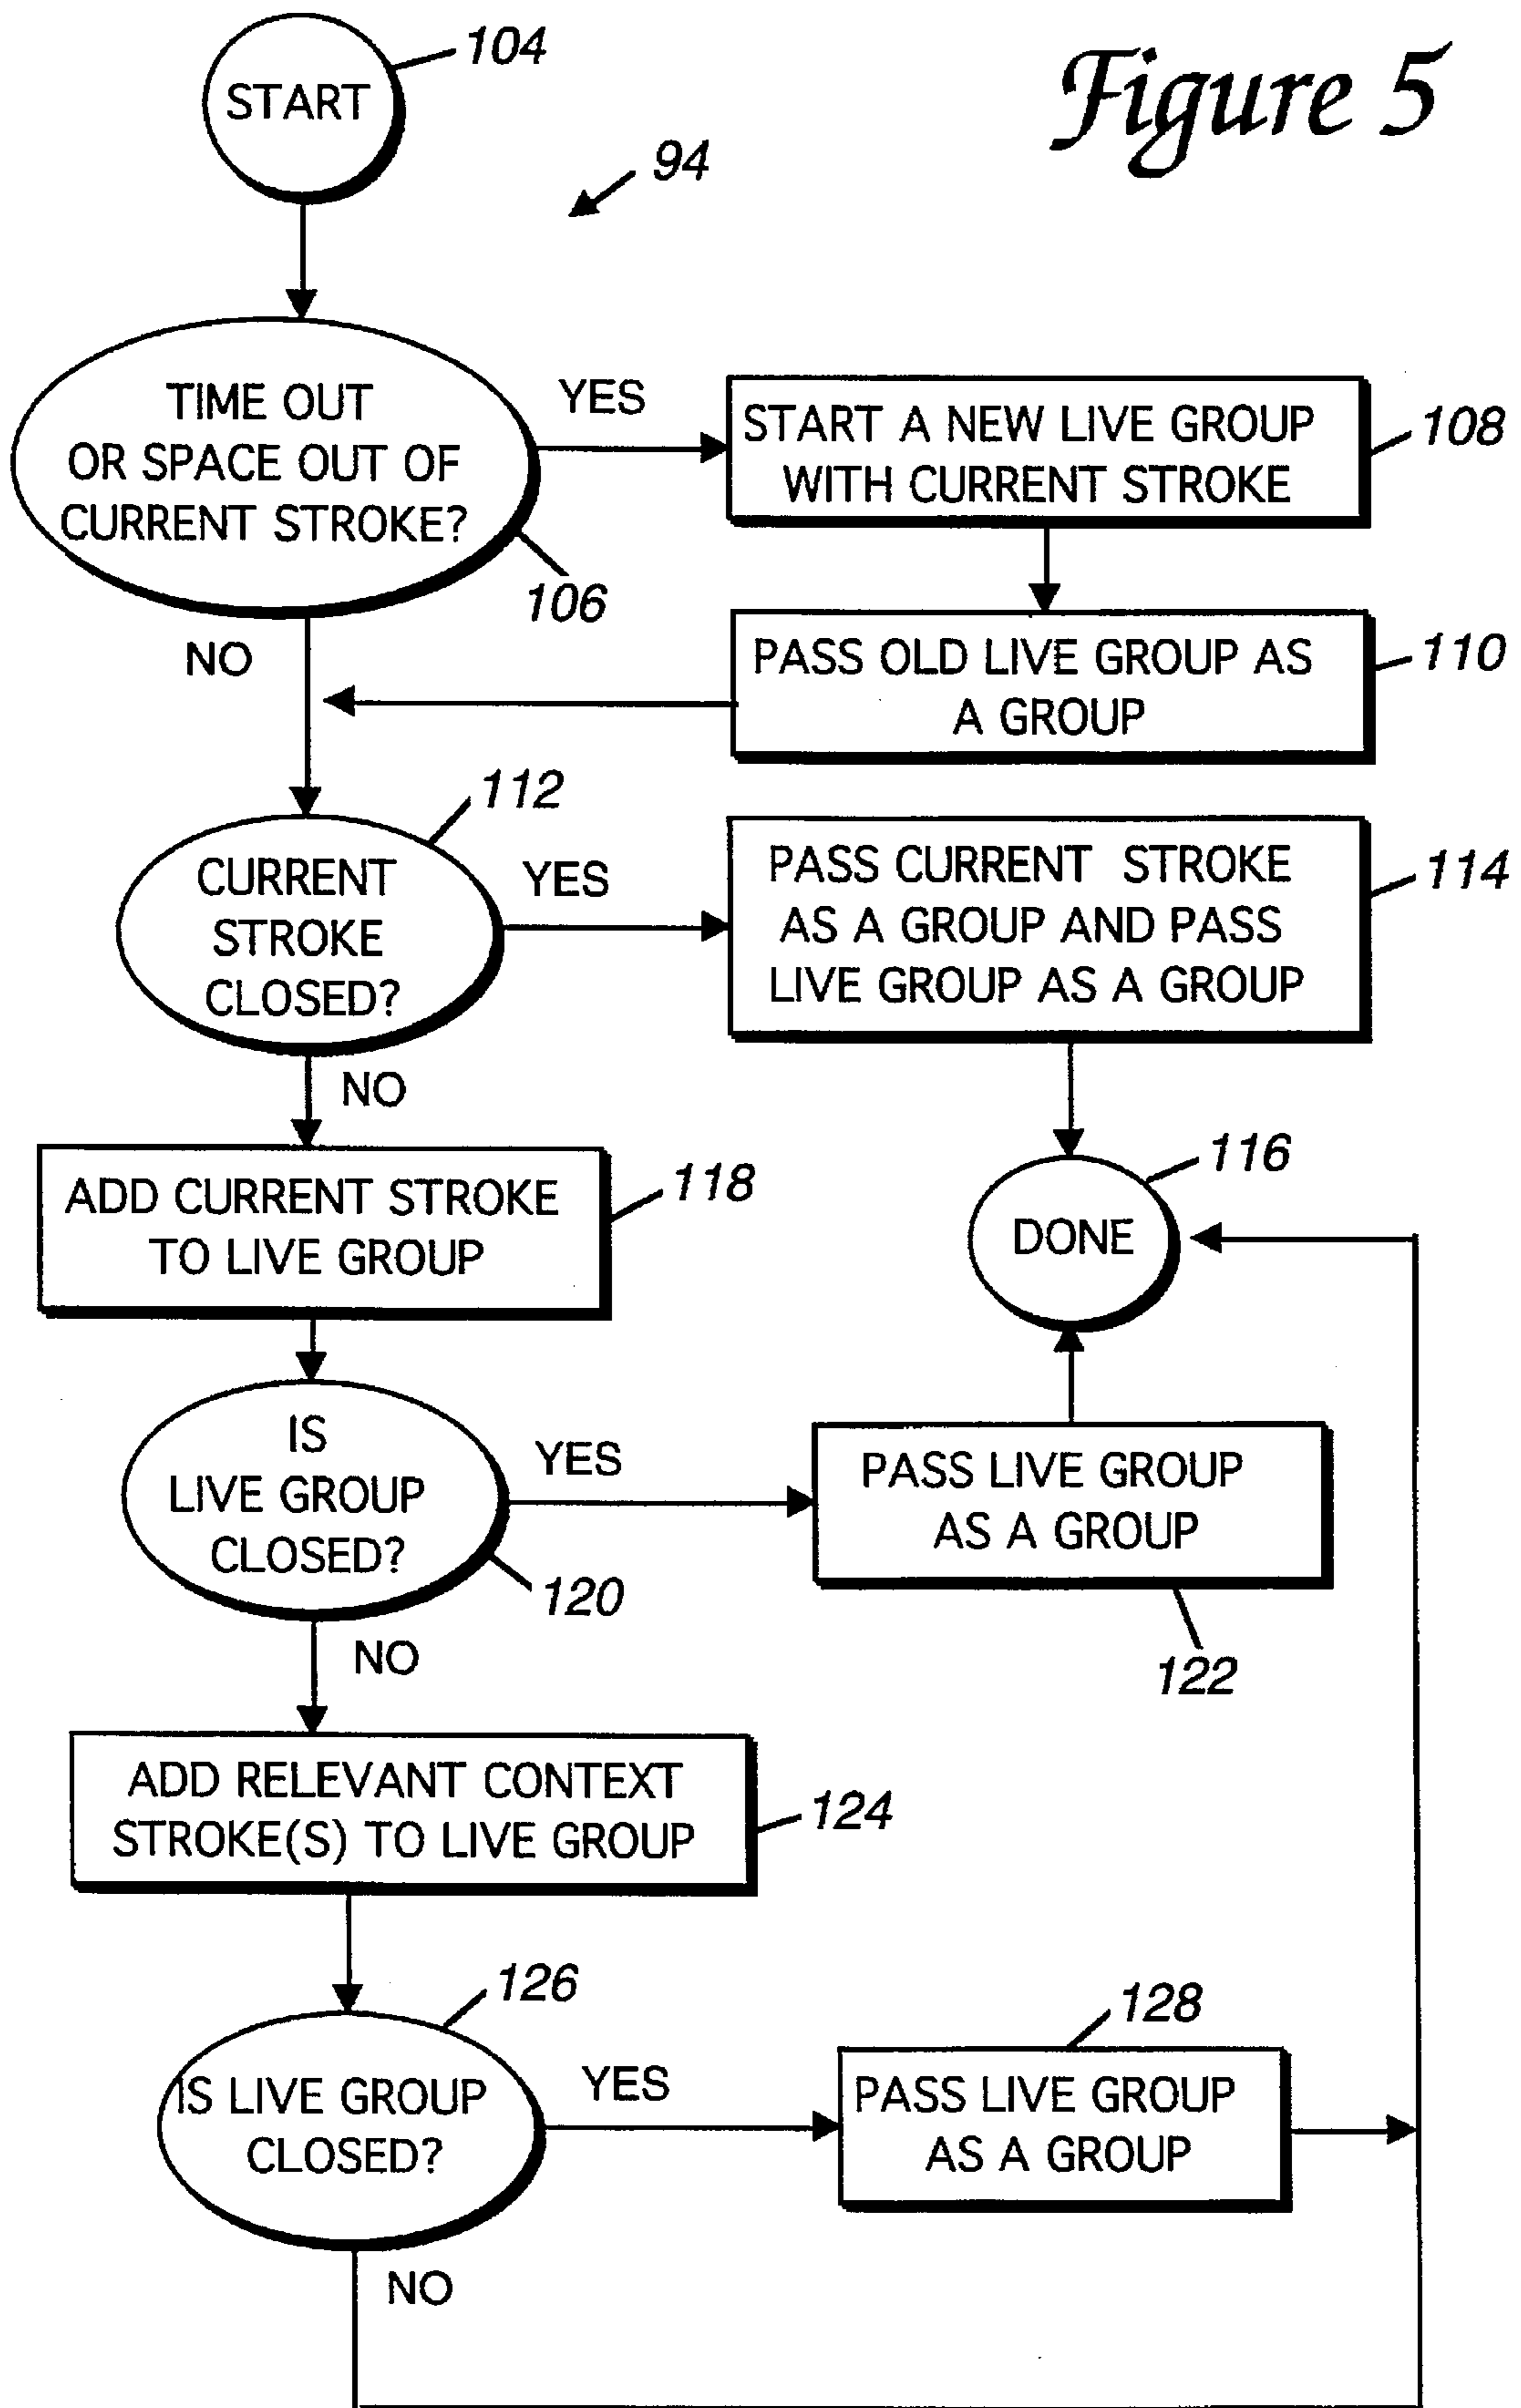 Figure 5
104
START
94
TIME OUT
OR SPACE OUT OF
CURRENT STROKE?
106
YES
START A NEW LIVE GROUP
WITH CURRENT STROKE
108
PASS OLD LIVE GROUP AS
A GROUP
110
NO
112
CURRENT
STROKE
CLOSED?
YES
PASS CURRENT STROKE
AS A GROUP AND PASS
LIVE GROUP AS A GROUP
114
NO
116
DONE
ADD CURRENT STROKE
TO LIVE GROUP
118
IS
LIVE GROUP
CLOSED?
120
YES
PASS LIVE GROUP
AS A GROUP
122
NO
ADD RELEVANT CONTEXT
STROKE(S) TO LIVE GROUP
124
126
IS LIVE GROUP
CLOSED?
YES
128
PASS LIVE GROUP
AS A GROUP
NO